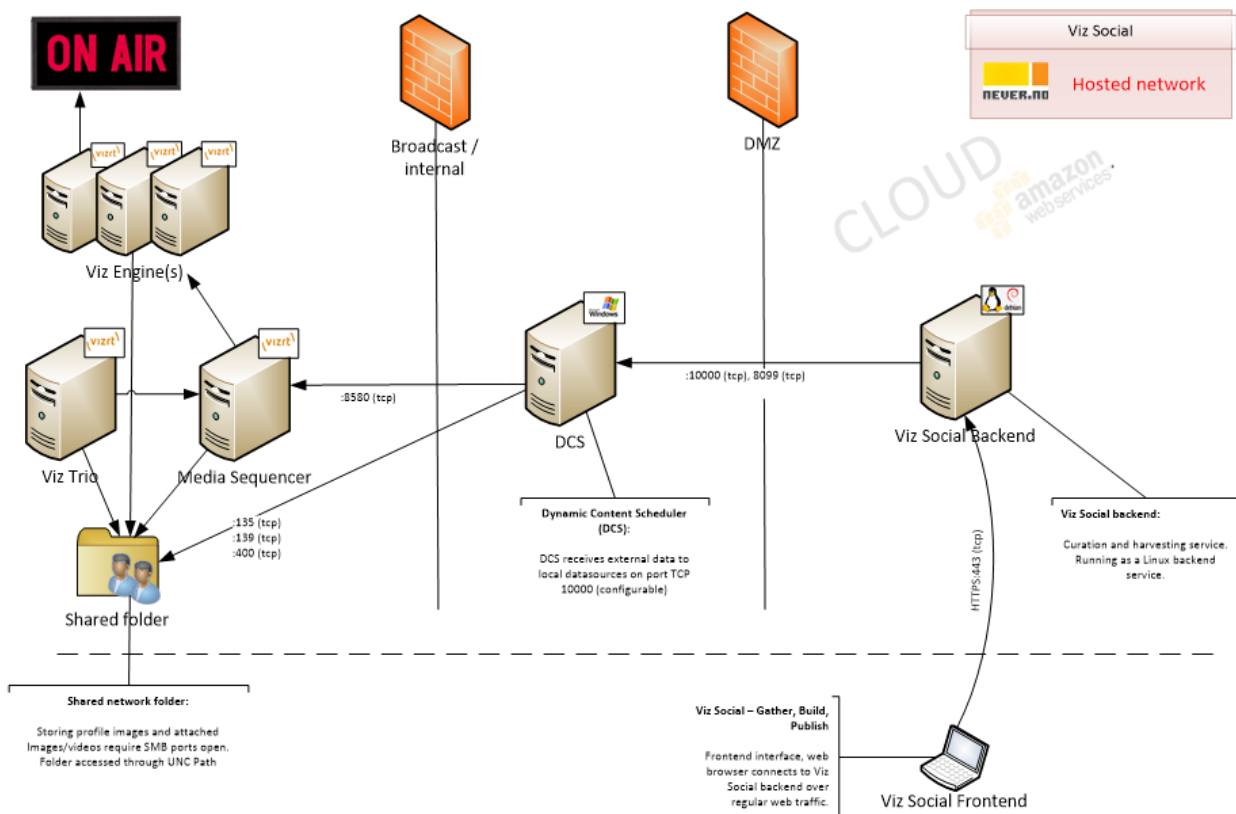 ON AIR
Broadcast /
internal
DMZ
Viz Social
NEVER.NO
Hosted network
CLOUD
amazon
webservices
vizrt
vizrt
vizrt
Viz Engine(s)
vizrt
Viz Trio
vizrt
Media Sequencer
:8580 (tcp)
Windows
DCS
:10000 (tcp), 8099 (tcp)
debian
Viz Social Backend
:135 (tcp)
:139 (tcp)
:400 (tcp)
Shared folder
Dynamic Content Scheduler
(DCS):
DCS receives external data to
local datasources on port TCP
10000 (configurable)
HTTPS:443 (tcp)
Viz Social backend:
Curation and harvesting service.
Running as a Linux backend
service.
Shared network folder:
Storing profile images and attached
Images/videos require SMB ports open.
Folder accessed through UNC Path
Viz Social – Gather, Build,
Publish
Frontend interface, web
browser connects to Viz
Social backend over
regular web traffic.
Viz Social Frontend